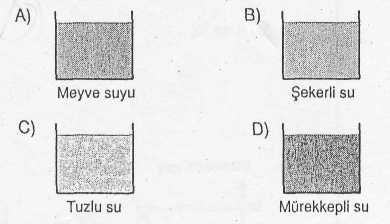 A)
Meyve suyu
B)
Şekerli su
C)
Tuzlu su
D)
Mürekkepli su